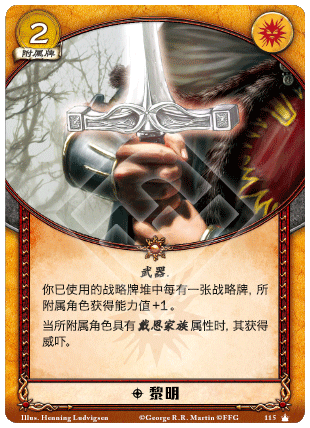 2
附属牌
武器.
你已使用的战略牌堆中每有一张战略牌, 所
附属角色获得能力值+1。
当所附属角色具有戴恩家族属性时, 其获得
威吓。
黎明
Illus. Henning Ludvigsen ©George R.R. Martin ©FFG 115